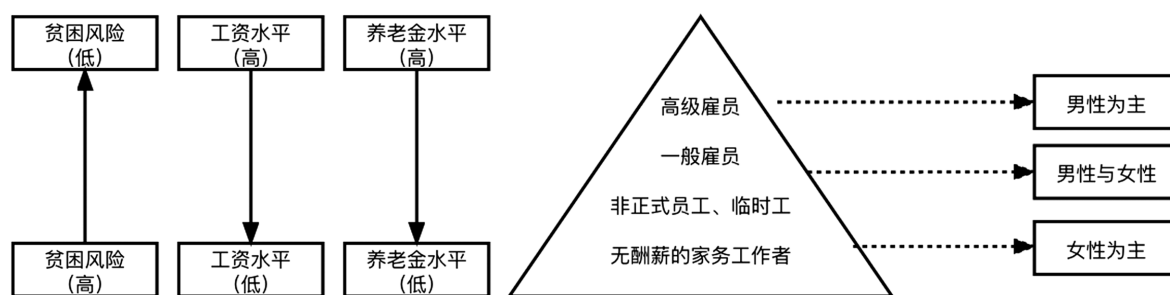 贫困风险
(低)
工资水平
(高)
养老金水平
(高)
贫困风险
(高)
工资水平
(低)
养老金水平
(低)
高级雇员
一般雇员
非正式员工、临时工
无酬薪的家务工作者
男性为主
男性与女性
女性为主